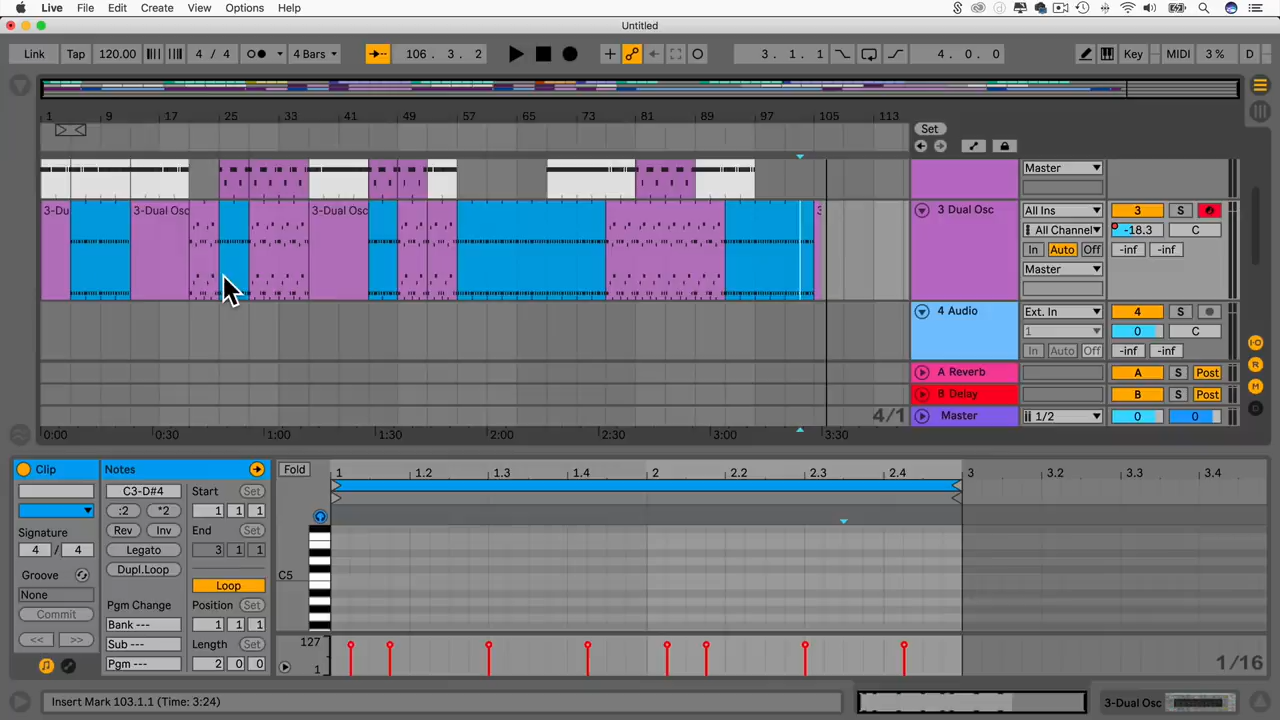 Live File Edit Create View Options Help
Untitled
Link Tap 120.00 4 / 4 4 Bars 106. 3. 2 3. 1. 1 4. 0. 0 Key MIDI 3 % D
1 9 17 25 33 41 49 57 65 73 81 89 97 105 113
Set
Master
3-Du 3-Dual Osc 3-Dual Osc 3
3 Dual Osc All Ins 3 S
All Channel -18.3 C
In Auto Off -inf -inf
Master
4 Audio Ext. In 4 S
1 0 C
In Auto Off -inf -inf
A Reverb A S Post
B Delay B S Post
4/1 Master 1/2 0 0
0:00 0:30 1:00 1:30 2:00 2:30 3:00 3:30
Clip Notes Fold 1 1.2 1.3 1.4 2 2.2 2.3 2.4 3 3.2 3.3 3.4
C3-D#4 Start Set
:2 *2 1 1 1
Signature Rev Inv End Set
4 / 4 Legato 3 1 1
Groove Dupl.Loop C5
None Loop
Commit Pgm Change Position Set
Bank --- 1 1 1
<< >> Sub --- Length Set 127
Pgm --- 2 0 0 1 1/16
Insert Mark 103.1.1 (Time: 3:24) 3-Dual Osc